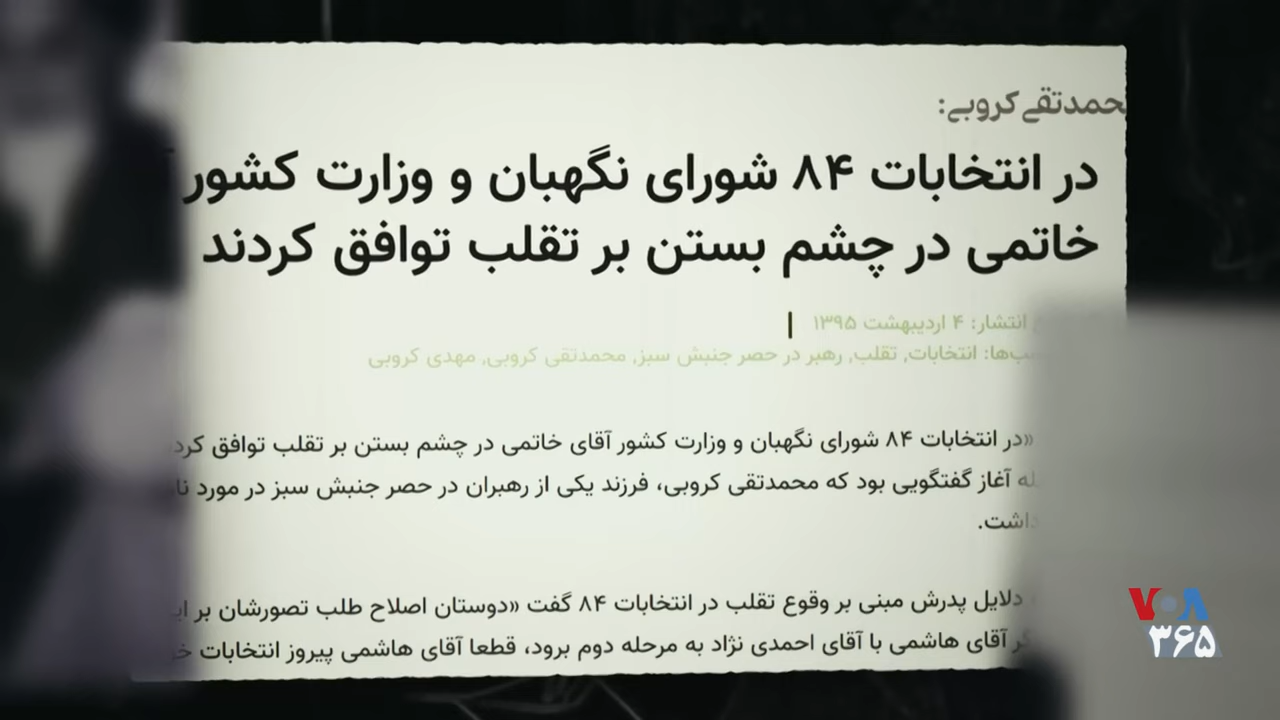 محمدتقی کروبی:
در انتخابات ۸۴ شورای نگهبان و وزارت کشور
خاتمی در چشم بستن بر تقلب توافق کردند
انتشار: ۴ اردیبهشت ۱۳۹۵
انتخابات, تقلب, رهبر در حصر جنبش سبز, محمدتقی کروبی, مهدی کروبی
«در انتخابات ۸۴ شورای نگهبان و وزارت کشور آقای خاتمی در چشم بستن بر تقلب توافق
آغاز گفتگویی بود که محمدتقی کروبی، فرزند یکی از رهبران در حصر جنبش سبز در مورد
دلایل پدرش مبنی بر وقوع تقلب در انتخابات ۸۴ گفت «دوستان اصلاح طلب تصورشان بر
آقای هاشمی با آقای احمدی نژاد به مرحله دوم برود، قطعا آقای هاشمی پیروز انتخابات
VOA
۳۶۵